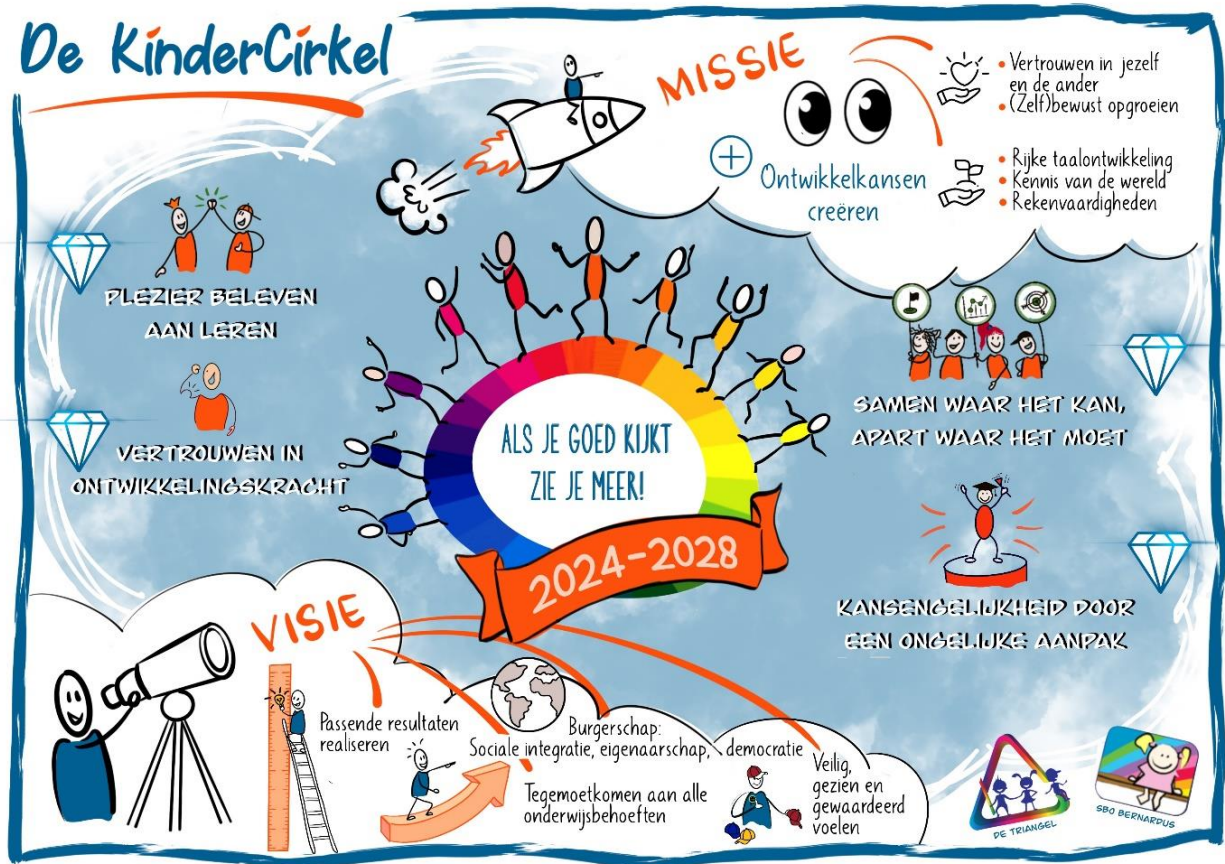 De KinderCirkel
MISSIE
Ontwikkelkansen
creëren
• Vertrouwen in jezelf
en de ander
• (Zelf)bewust opgroeien
• Rijke taalontwikkeling
• Kennis van de wereld
• Rekenvaardigheden
PLEZIER BELEVEN
AAN LEREN
VERTROUWEN IN
ONTWIKKELINGSKRACHT
ALS JE GOED KIJKT
ZIE JE MEER!
2024-2028
SAMEN WAAR HET KAN,
APART WAAR HET MOET
KANSENGELIJKHEID DOOR
EEN ONGELIJKE AANPAK
VISIE
Passende resultaten
realiseren
Burgerschap:
Sociale integratie, eigenaarschap, democratie
Tegemoetkomen aan alle
onderwijsbehoeften
Veilig,
gezien en
gewaardeerd
voelen
DE TRIANGEL
SBO BERNARDUS